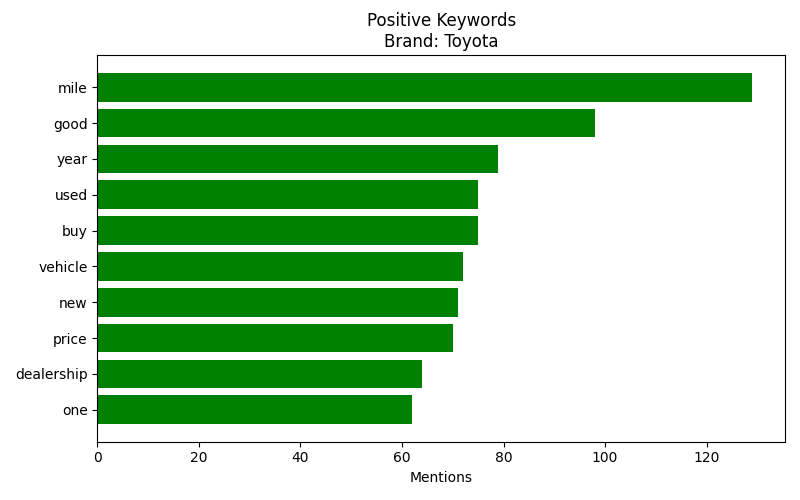 Positive Keywords
Brand: Toyota
mile
good
year
used
buy
vehicle
new
price
dealership
one
0 20 40 60 80 100 120
Mentions